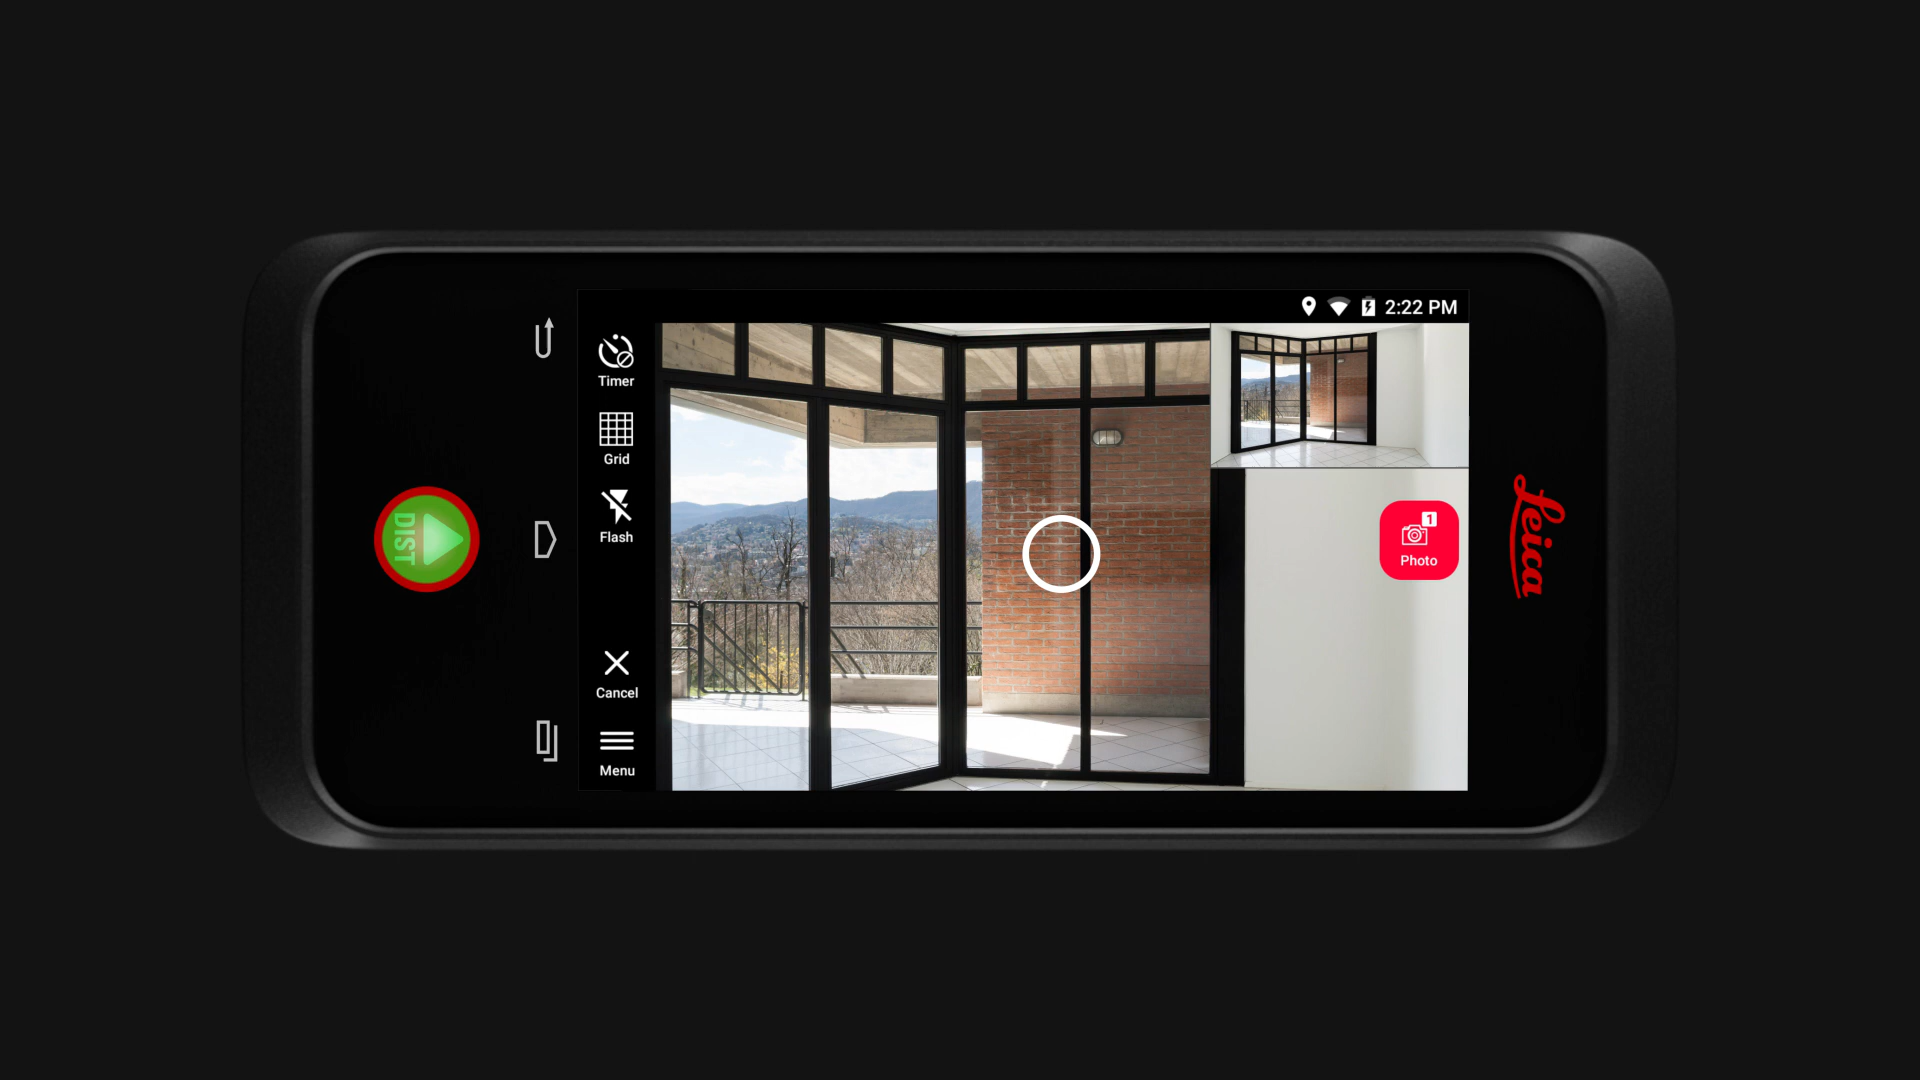 2:22 PM
Timer
Grid
Flash
Cancel
Menu
DIST
1
Photo
Leica